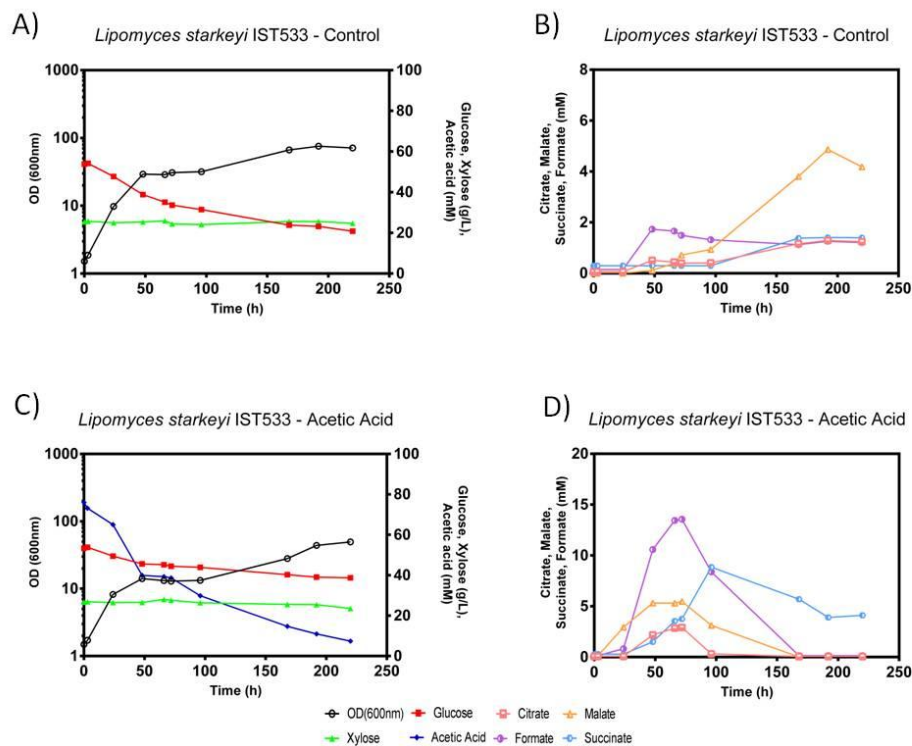 A)
Lipomyces starkeyi IST533 - Control
1000
100
10
1
OD (600nm)
100
80
60
40
20
0
Glucose, Xylose (g/L),
Acetic acid (mM)
0 50 100 150 200 250
Time (h)
B)
Lipomyces starkeyi IST533 - Control
8
6
4
2
0
Citrate, Malate,
Succinate, Formate (mM)
0 50 100 150 200 250
Time (h)
C)
Lipomyces starkeyi IST533 - Acetic Acid
1000
100
10
1
OD (600nm)
100
80
60
40
20
0
Glucose, Xylose (g/L),
Acetic acid (mM)
0 50 100 150 200 250
Time (h)
D)
Lipomyces starkeyi IST533 - Acetic Acid
20
15
10
5
0
Citrate, Malate,
Succinate, Formate (mM)
0 50 100 150 200 250
Time (h)
OD(600nm) Glucose Citrate Malate
Xylose Acetic Acid Formate Succinate